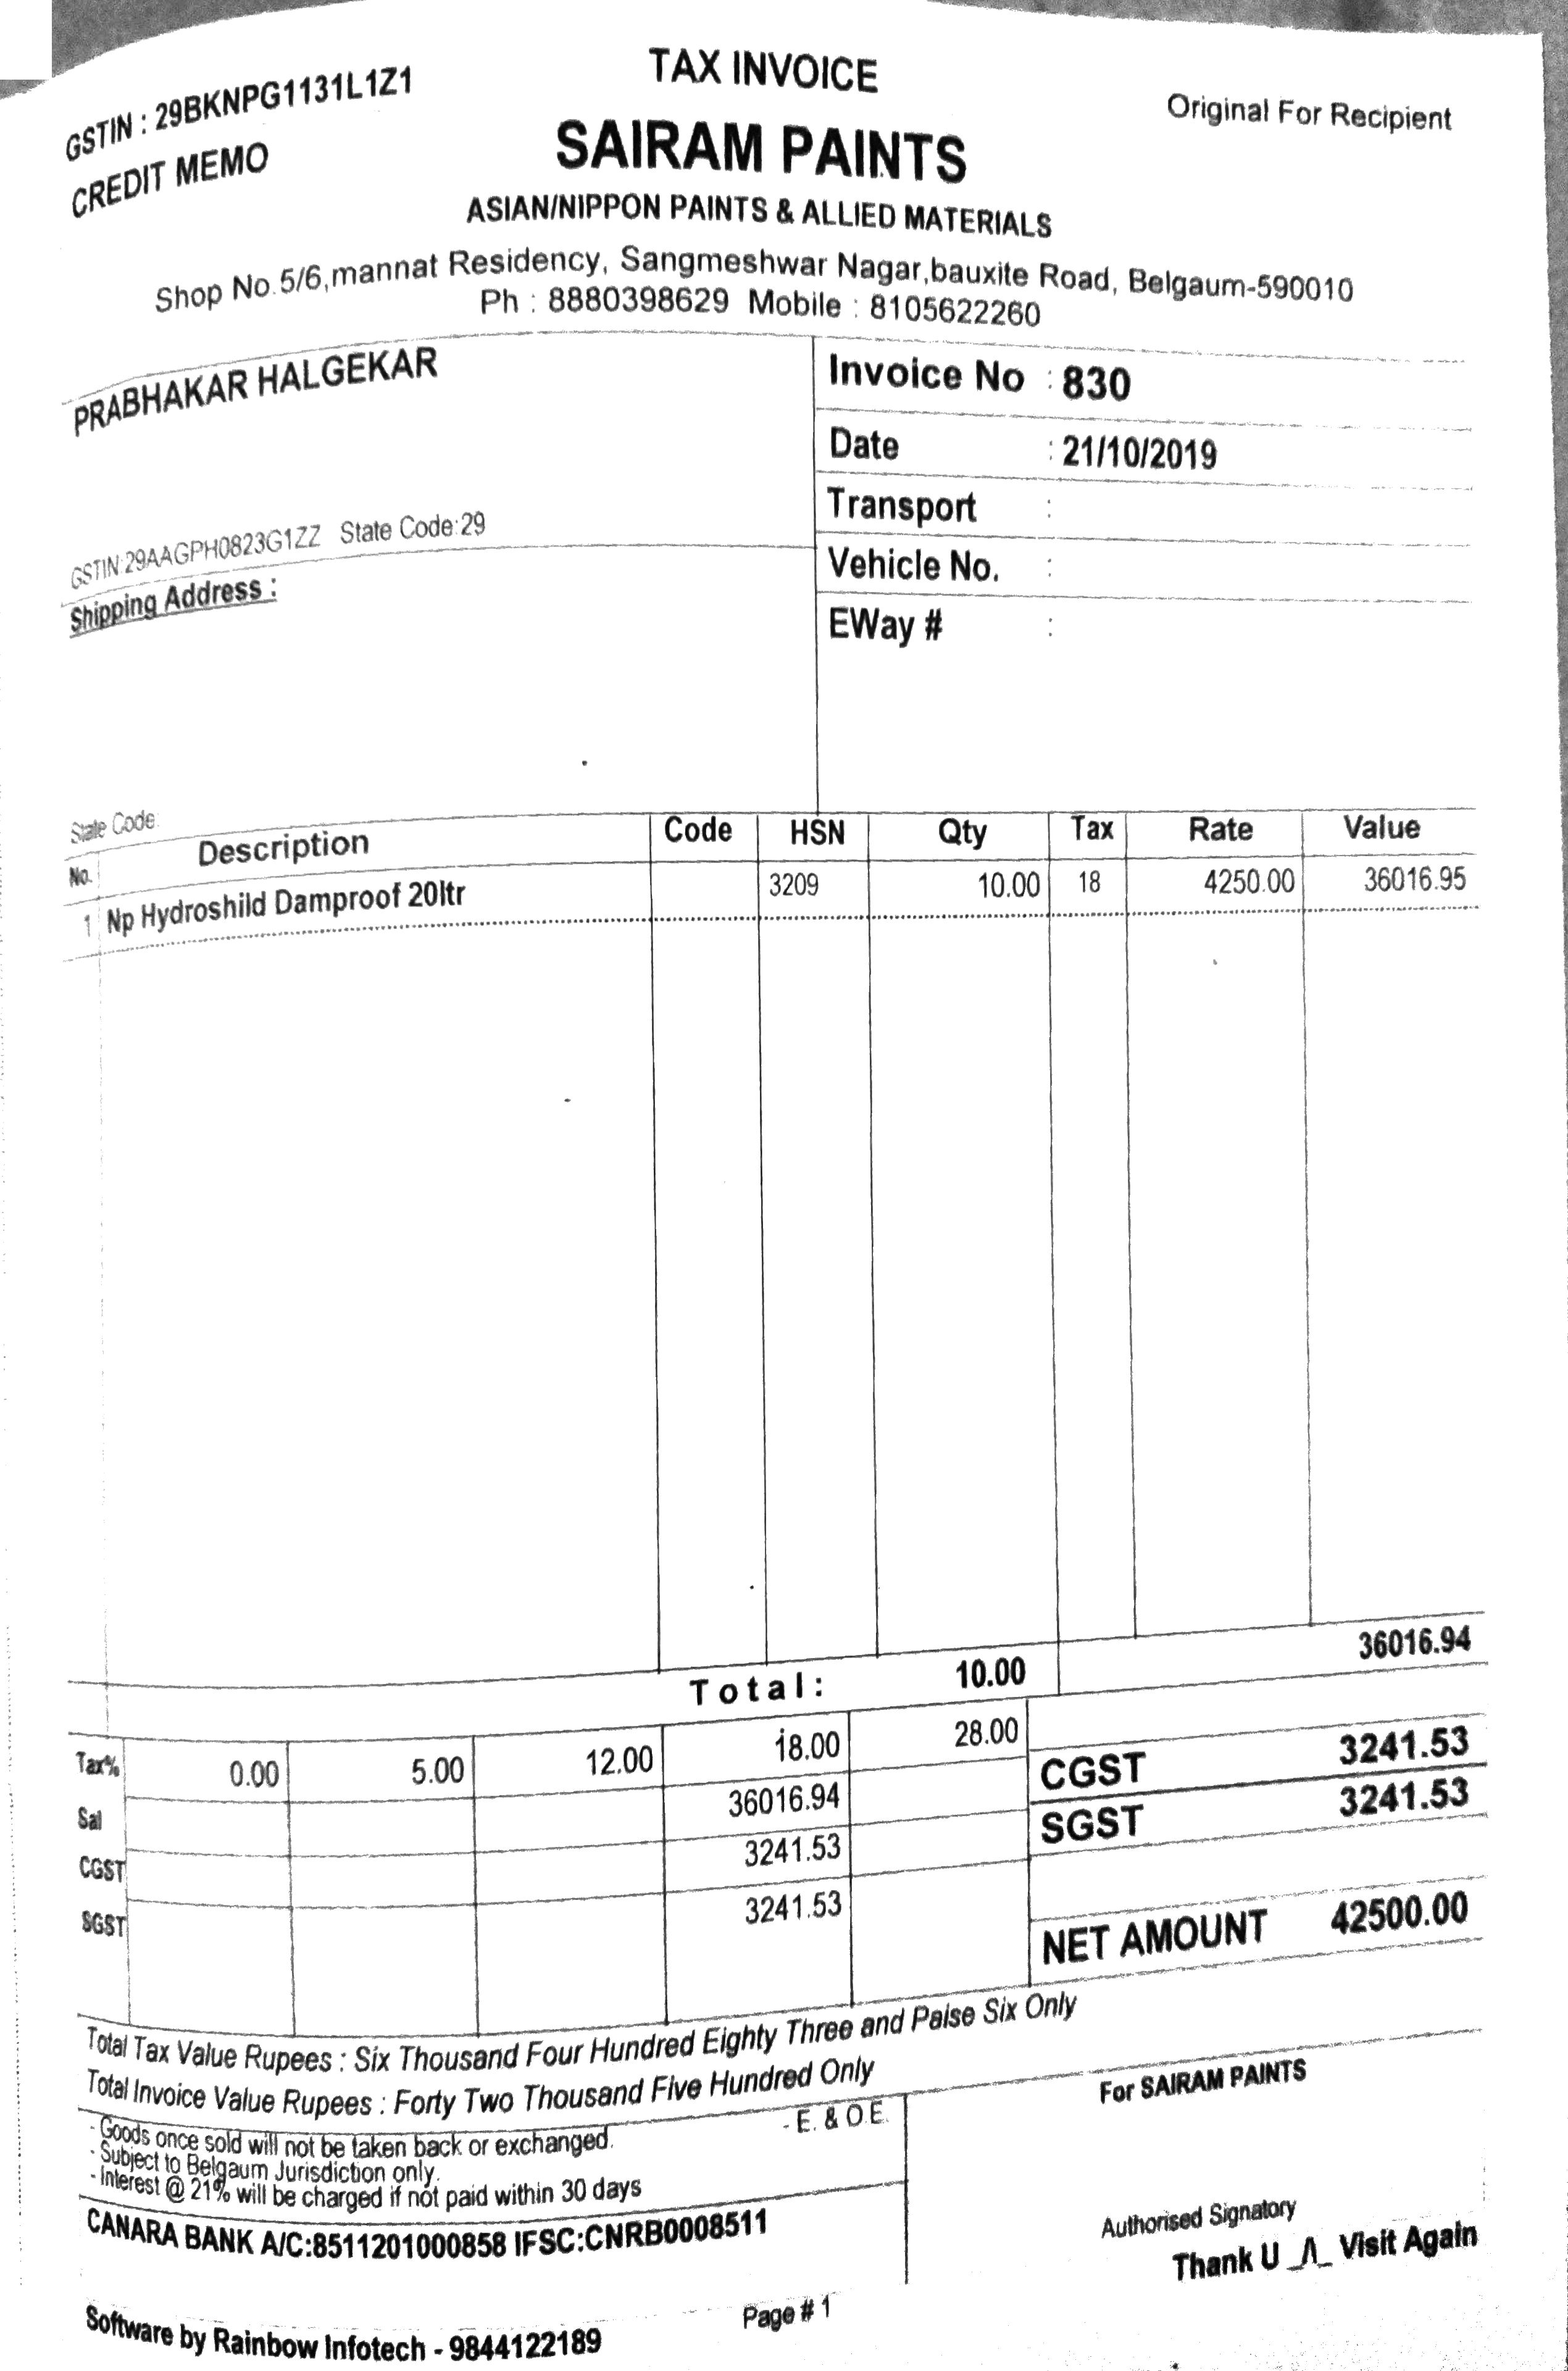 TAX INVOICE
GSTIN : 29BKNPG1131L1Z1
Original For Recipient
CREDIT MEMO
SAIRAM PAINTS
ASIAN/NIPPON PAINTS & ALLIED MATERIALS
Shop No.5/6,mannat Residency, Sangmeshwar Nagar,bauxite Road, Belgaum-590010
Ph : 8880398629 Mobile : 8105622260
PRABHAKAR HALGEKAR
GSTIN:29AAGPH0823G1ZZ State Code:29
Shipping Address :
State Code:
Invoice No : 830
Date : 21/10/2019
Transport :
Vehicle No. :
EWay # :
No. Description Code HSN Qty Tax Rate Value
1 Np Hydroshild Damproof 20ltr 3209 10.00 18 4250.00 36016.95
Total: 10.00 36016.94
Tax% 0.00 5.00 12.00 18.00 28.00
Sal 36016.94
CGST 3241.53
SGST 3241.53
CGST 3241.53
SGST 3241.53
NET AMOUNT 42500.00
Total Tax Value Rupees : Six Thousand Four Hundred Eighty Three and Paise Six Only
Total Invoice Value Rupees : Forty Two Thousand Five Hundred Only
- E. & O.E.
- Goods once sold will not be taken back or exchanged.
- Subject to Belgaum Jurisdiction only.
- Interest @ 21% will be charged if not paid within 30 days
CANARA BANK A/C:8511201000858 IFSC:CNRB0008511
For SAIRAM PAINTS
Authorised Signatory
Thank U _/\_ Visit Again
Page # 1
Software by Rainbow Infotech - 9844122189